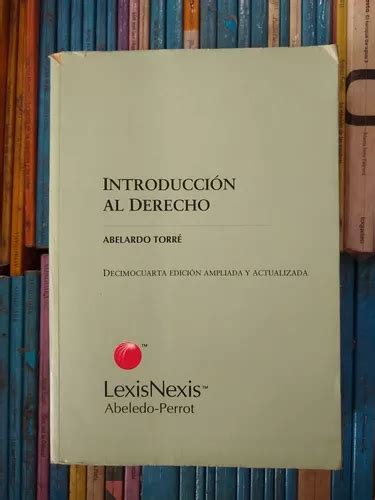 INTRODUCCIÓN
AL DERECHO
ABELARDO TORRÉ
DECIMOCUARTA EDICIÓN AMPLIADA Y ACTUALIZADA
LexisNexis™
Abeledo-Perrot